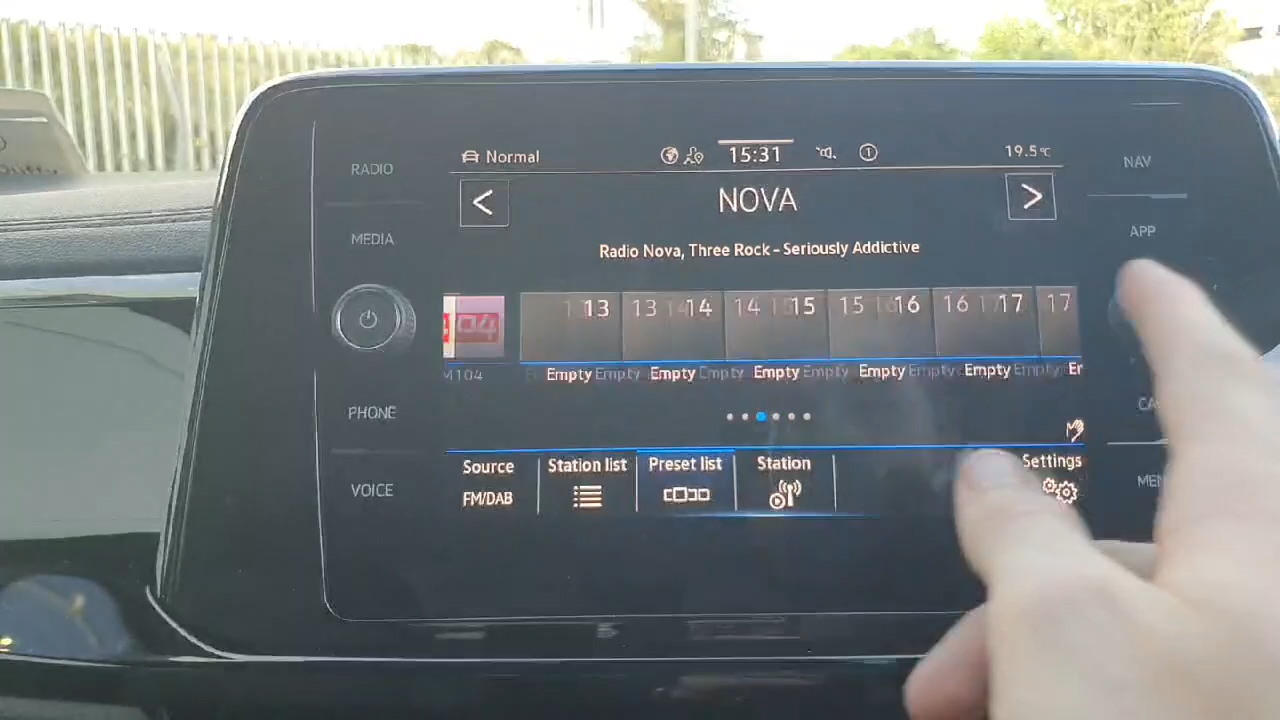 RADIO
MEDIA
PHONE
VOICE
Normal
15:31
19.5°C
NAV
APP
< NOVA >
Radio Nova, Three Rock - Seriously Addictive
13 13 14 14 15 15 16 16 17 17
Empty Empty Empty Empty Empty
Source
FM/DAB
Station list
Preset list
Station
Settings